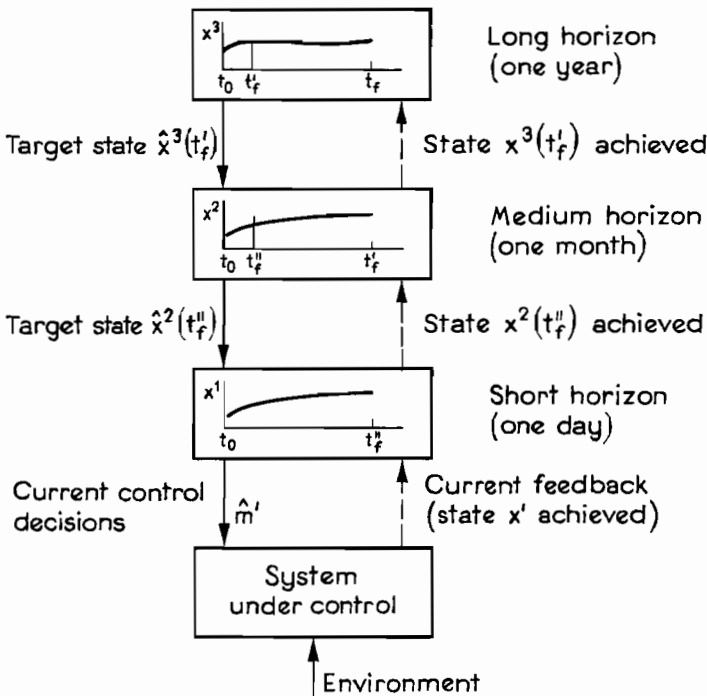 x³
t₀ t′f tf
Long horizon
(one year)
Target state x̂³(t′f)
State x³(t′f) achieved
x²
t₀ t″f t′f
Medium horizon
(one month)
Target state x̂²(t″f)
State x²(t″f) achieved
x¹
t₀ t″f
Short horizon
(one day)
Current control
decisions
m̂′
Current feedback
(state x′ achieved)
System
under control
Environment